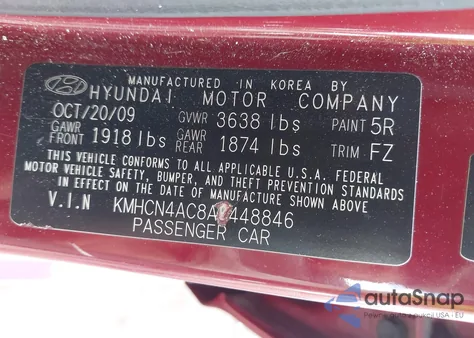 MANUFACTURED IN KOREA BY
HYUNDAI MOTOR COMPANY
OCT/20/09 GVWR 3638 lbs PAINT 5R
GAWR FRONT 1918 lbs GAWR REAR 1874 lbs TRIM FZ
THIS VEHICLE CONFORMS TO ALL APPLICABLE U.S.A. FEDERAL
MOTOR VEHICLE SAFETY, BUMPER, AND THEFT PREVENTION STANDARDS
IN EFFECT ON THE DATE OF MANUFACTURE SHOWN ABOVE.
V.I.N
PASSENGER CAR
autoSnap